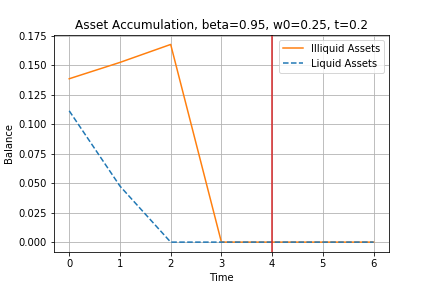 Asset Accumulation, beta=0.95, w0=0.25, t=0.2
Illiquid Assets
Liquid Assets
Balance
0.175
0.150
0.125
0.100
0.075
0.050
0.025
0.000
0 1 2 3 4 5 6
Time